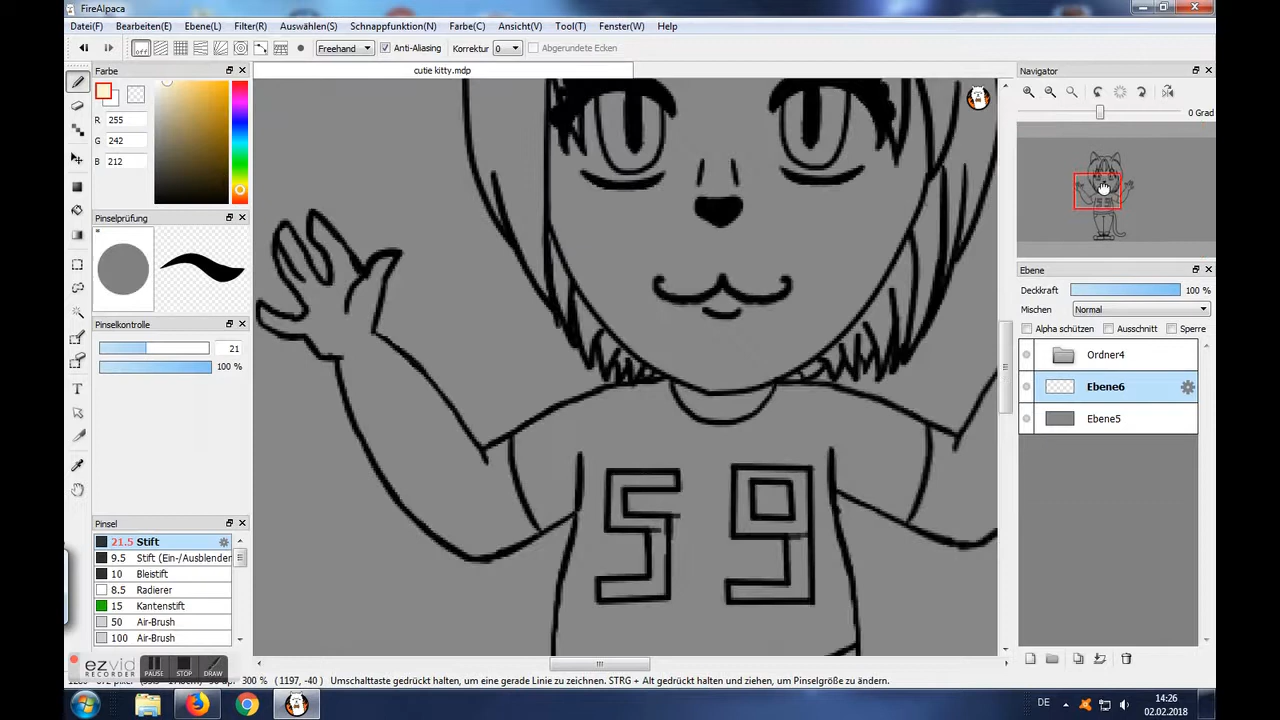 FireAlpaca
Datei(F) Bearbeiten(E) Ebene(L) Filter(R) Auswählen(S) Schnappfunktion(N) Farbe(C) Ansicht(V) Tool(T) Fenster(W) Help
off Freehand Anti-Aliasing Korrektur 0 Abgerundete Ecken
Farbe
cutie kitty.mdp
Navigator
R 255
G 242
B 212
0 Grad
Pinselprüfung
Ebene
Deckkraft 100 %
Mischen Normal
Alpha schützen Ausschnitt Sperre
Pinselkontrolle
21
100 %
Ordner4
Ebene6
Ebene5
59
Pinsel
21.5 Stift
9.5 Stift (Ein-/Ausblenden
10 Bleistift
8.5 Radierer
15 Kantenstift
50 Air-Brush
100 Air-Brush
ezvid
RECORDER
PAUSE STOP DRAW
300 % (1197, -40) Umschalttaste gedrückt halten, um eine gerade Linie zu zeichnen. STRG + Alt gedrückt halten und ziehen, um Pinselgröße zu ändern.
DE
14:26
02.02.2018